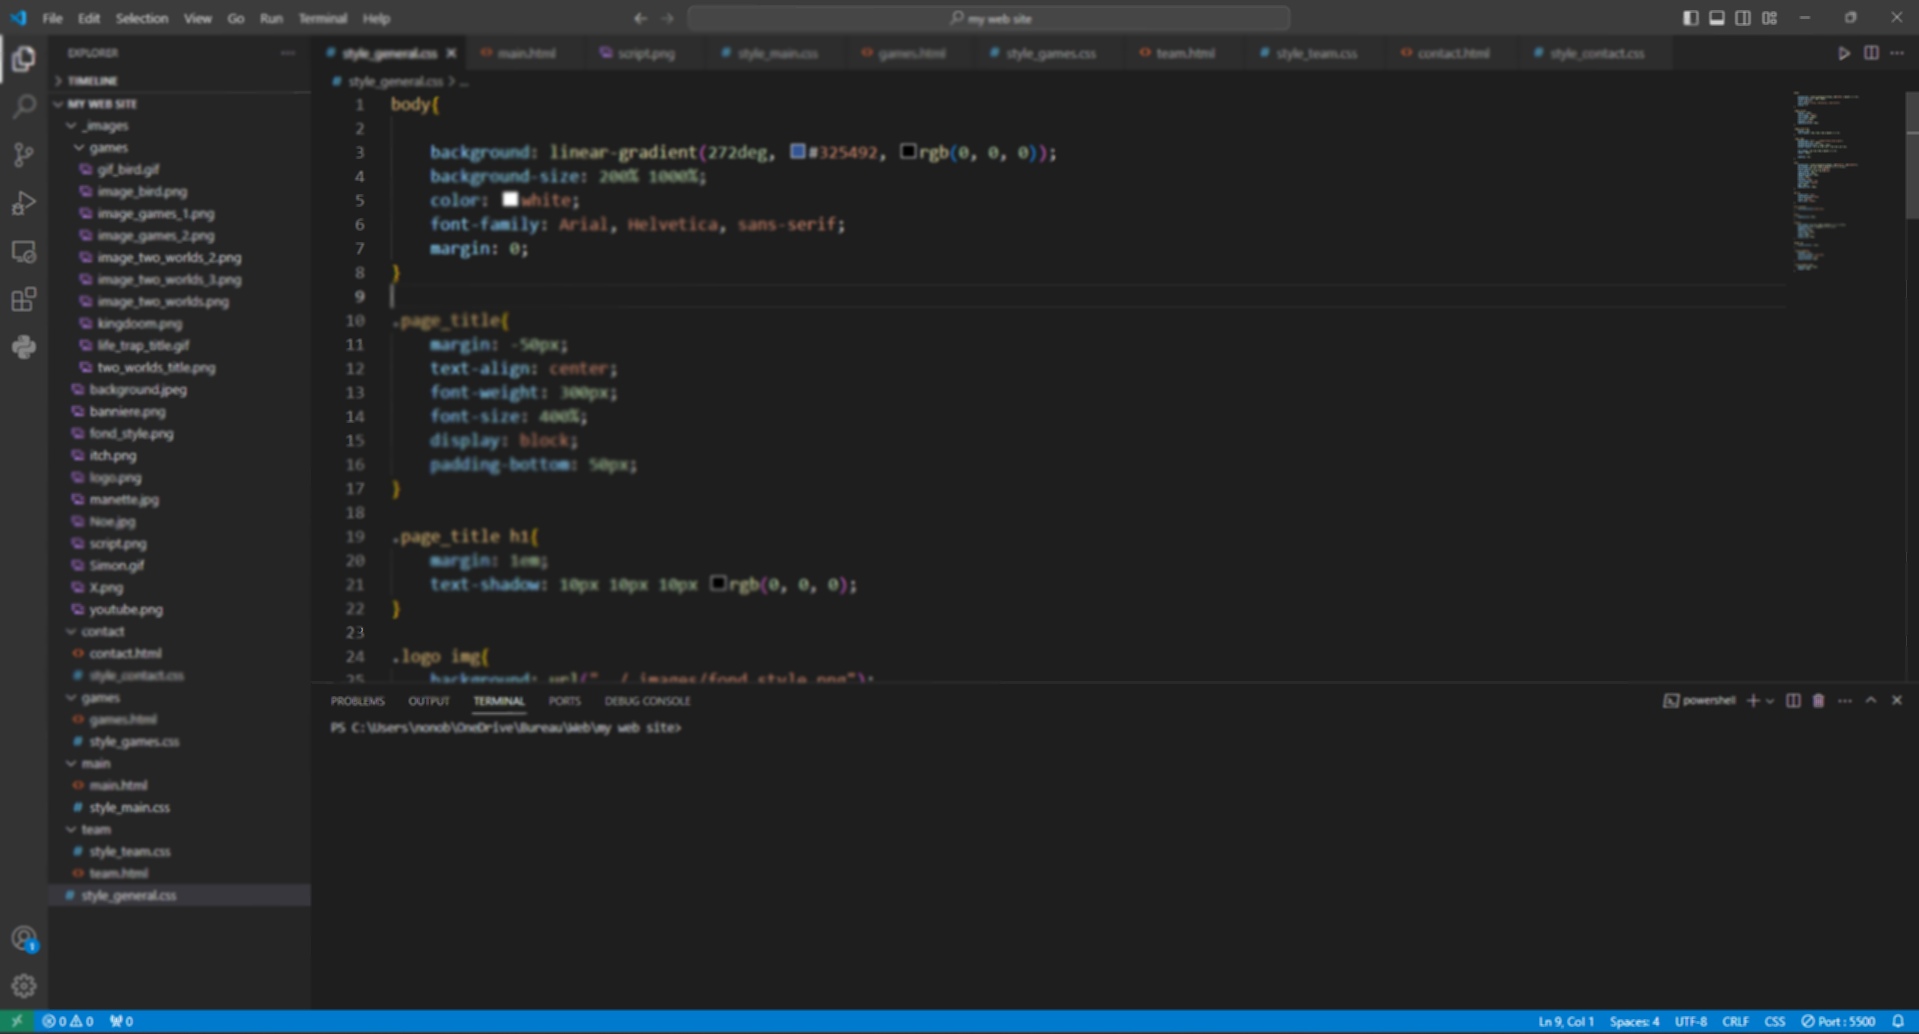 File Edit Selection View Go Run Terminal Help
my web site
EXPLORER
TIMELINE
MY WEB SITE
_images
games
gif_bird.gif
image_bird.png
image_games_1.png
image_games_2.png
image_two_worlds_2.png
image_two_worlds_3.png
image_two_worlds.png
kingdoom.png
life_trap_title.gif
two_worlds_title.png
background.jpeg
banniere.png
fond_style.png
itch.png
logo.png
manette.jpg
Noe.jpg
script.png
Simon.gif
X.png
youtube.png
contact
contact.html
style_contact.css
games
games.html
style_games.css
main
main.html
style_main.css
team
style_team.css
team.html
style_general.css
style_general.css main.html script.png style_main.css games.html style_games.css team.html style_team.css contact.html style_contact.css
style_general.css > ...
1 body{
2
3 background: linear-gradient(272deg, #325492, rgb(0, 0, 0));
4 background-size: 200% 1000%;
5 color: white;
6 font-family: Arial, Helvetica, sans-serif;
7 margin: 0;
8 }
9
10 .page_title{
11 margin: -50px;
12 text-align: center;
13 font-weight: 300px;
14 font-size: 400%;
15 display: block;
16 padding-bottom: 50px;
17 }
18
19 .page_title h1{
20 margin: 1em;
21 text-shadow: 10px 10px 10px rgb(0, 0, 0);
22 }
23
24 .logo img{
25 background: url("../_images/fond_style.png");
PROBLEMS OUTPUT TERMINAL PORTS DEBUG CONSOLE
powershell
PS C:\Users\nonob\OneDrive\Bureau\Web\my web site>
1
0 0 0
Ln 9, Col 1 Spaces: 4 UTF-8 CRLF CSS Port : 5500